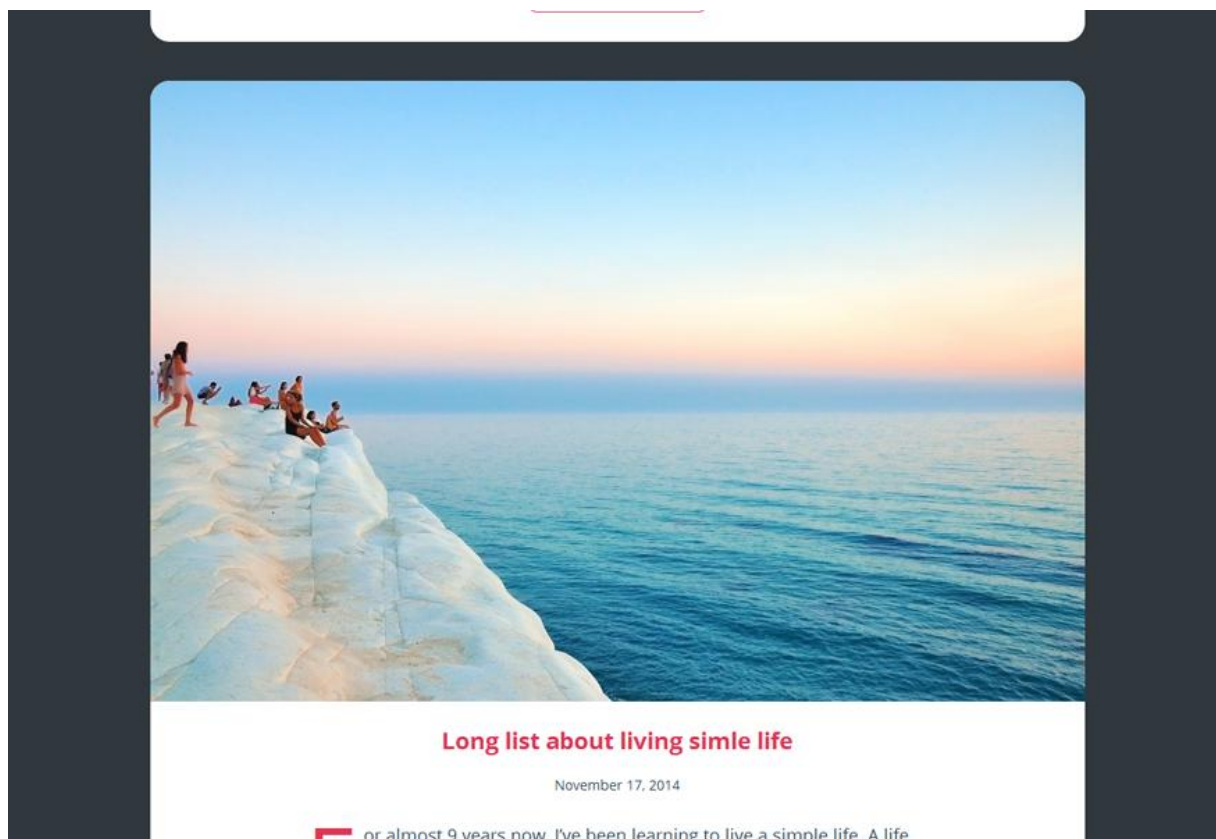 Long list about living simle life
November 17, 2014
For almost 9 years now, I've been learning to live a simple life. A life